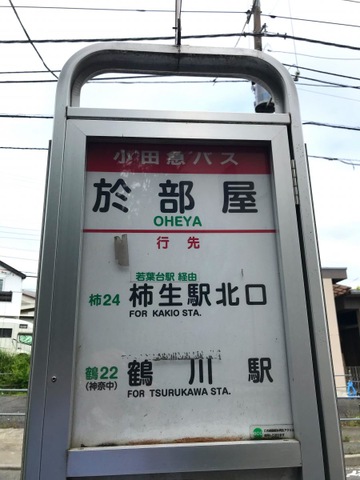 小田急バス
於部屋
OHEYA
行先
若葉台駅 経由
柿24 柿生駅北口
FOR KAKIO STA.
鶴22 鶴川駅
(神奈中) FOR TSURUKAWA STA.